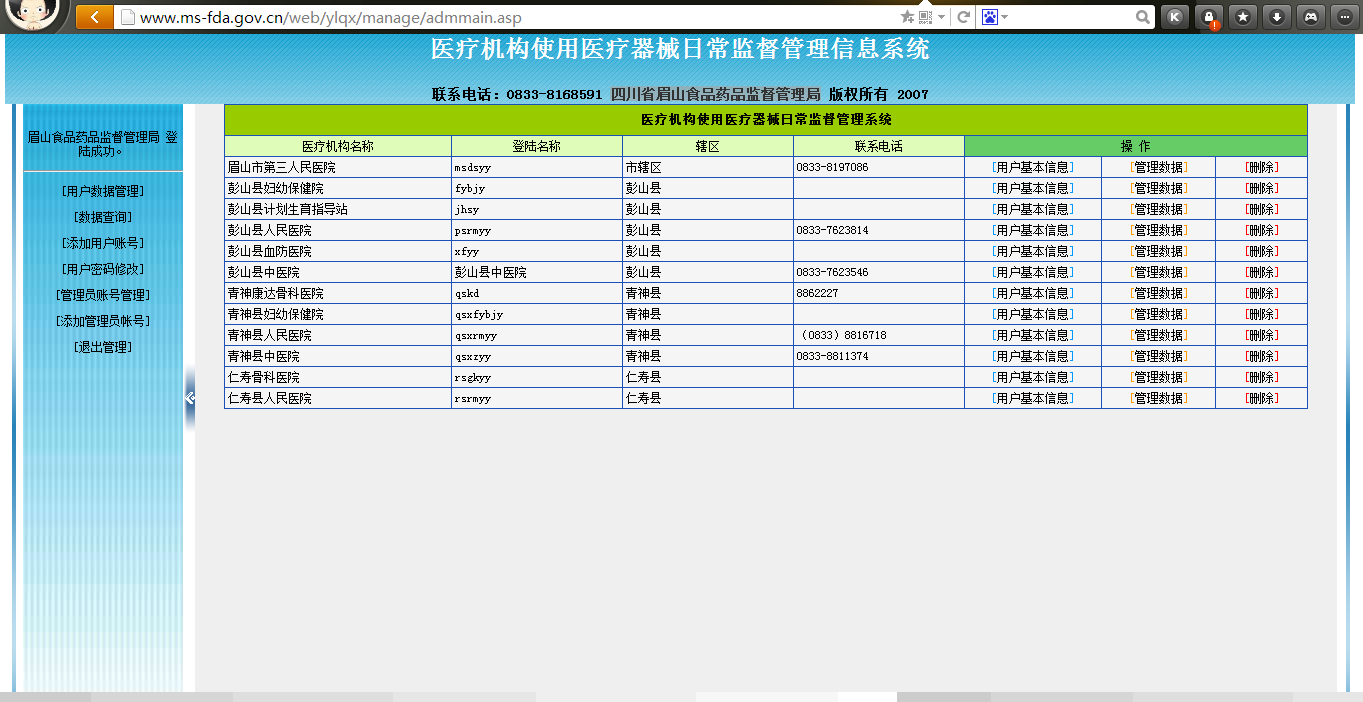 www.ms-fda.gov.cn/web/ylqx/manage/admmain.asp
K
医疗机构使用医疗器械日常监督管理信息系统
联系电话：0833-8168591 四川省眉山食品药品监督管理局 版权所有 2007
眉山食品药品监督管理局 登
陆成功。
[用户数据管理]
[数据查询]
[添加用户账号]
[用户密码修改]
[管理员账号管理]
[添加管理员帐号]
[退出管理]
医疗机构使用医疗器械日常监督管理系统
医疗机构名称 登陆名称 辖区 联系电话 操 作
眉山市第三人民医院 msdsyy 市辖区 0833-8197086 [用户基本信息] [管理数据] [删除]
彭山县妇幼保健院 fybjy 彭山县 [用户基本信息] [管理数据] [删除]
彭山县计划生育指导站 jhsy 彭山县 [用户基本信息] [管理数据] [删除]
彭山县人民医院 psrmyy 彭山县 0833-7623814 [用户基本信息] [管理数据] [删除]
彭山县血防医院 xfyy 彭山县 [用户基本信息] [管理数据] [删除]
彭山县中医院 彭山县中医院 彭山县 0833-7623546 [用户基本信息] [管理数据] [删除]
青神康达骨科医院 qskd 青神县 8862227 [用户基本信息] [管理数据] [删除]
青神县妇幼保健院 qsxfybjy 青神县 [用户基本信息] [管理数据] [删除]
青神县人民医院 qsxrmyy 青神县 （0833）8816718 [用户基本信息] [管理数据] [删除]
青神县中医院 qsxzyy 青神县 0833-8811374 [用户基本信息] [管理数据] [删除]
仁寿骨科医院 rsgkyy 仁寿县 [用户基本信息] [管理数据] [删除]
仁寿县人民医院 rsrmyy 仁寿县 [用户基本信息] [管理数据] [删除]